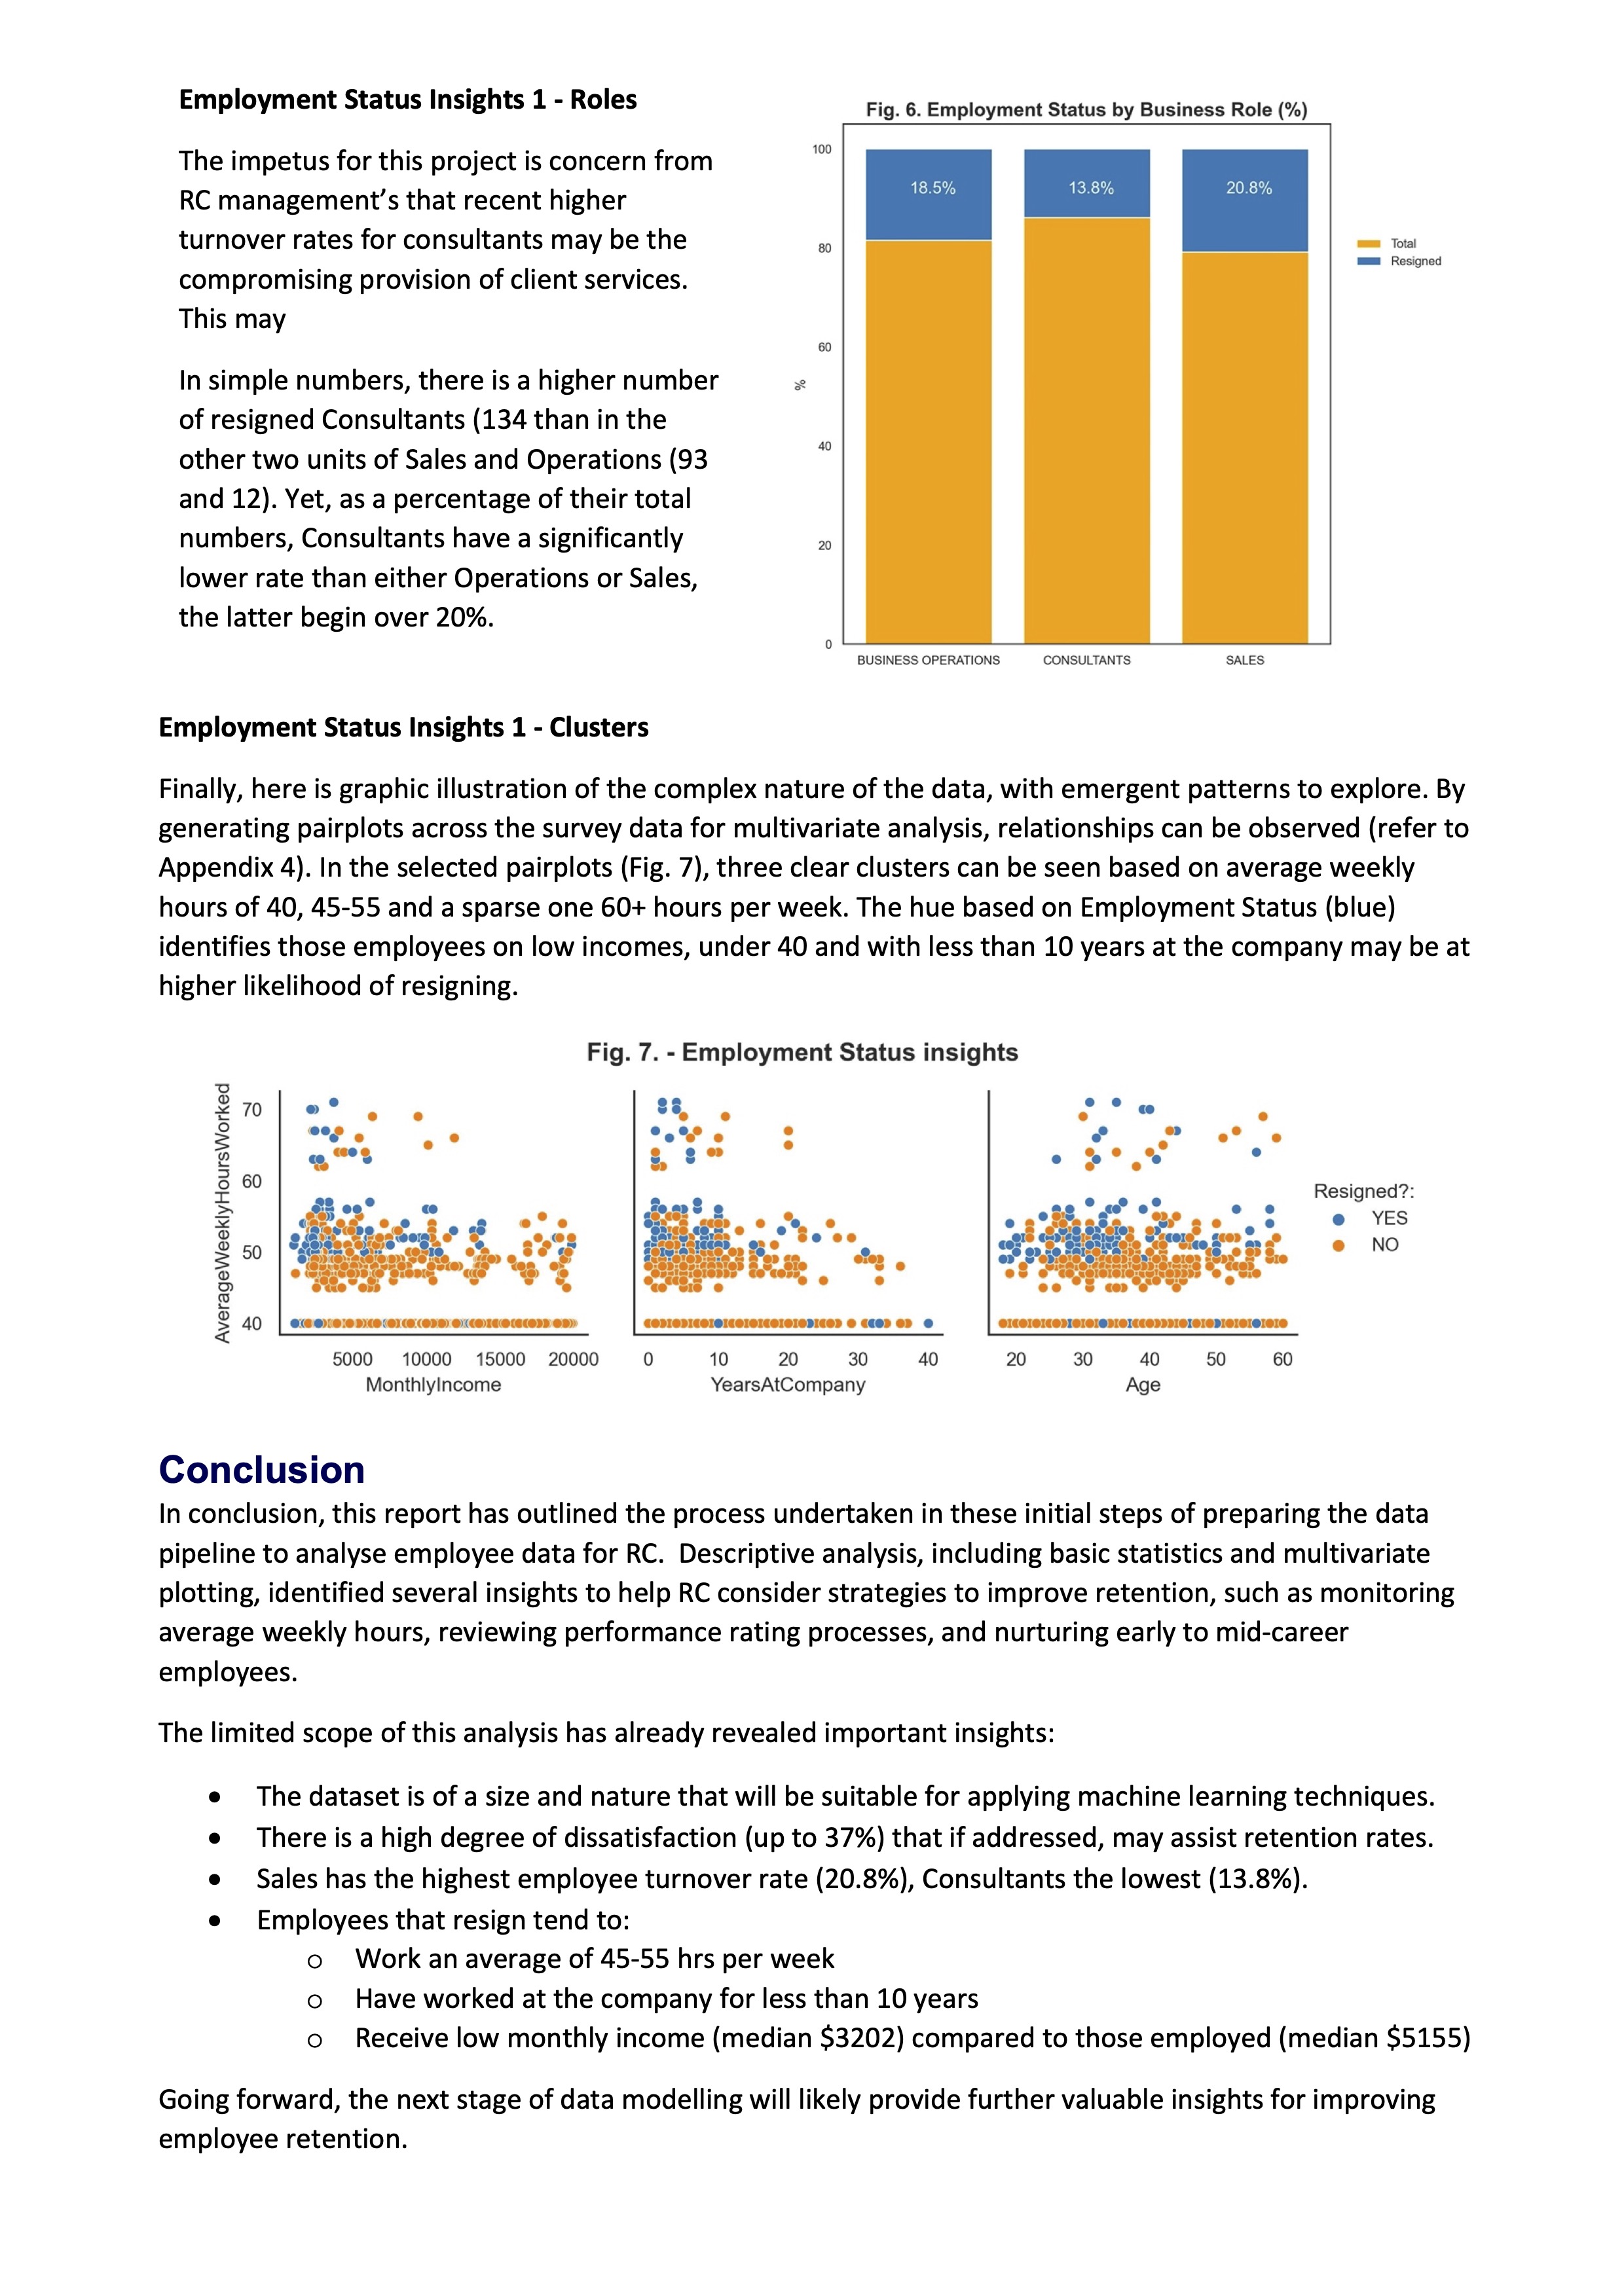 Employment Status Insights 1 - Roles
The impetus for this project is concern from
RC management’s that recent higher
turnover rates for consultants may be the
compromising provision of client services.
This may
In simple numbers, there is a higher number
of resigned Consultants (134 than in the
other two units of Sales and Operations (93
and 12). Yet, as a percentage of their total
numbers, Consultants have a significantly
lower rate than either Operations or Sales,
the latter begin over 20%.
Fig. 6. Employment Status by Business Role (%)
100
80
60
40
20
0
%
18.5%
13.8%
20.8%
BUSINESS OPERATIONS
CONSULTANTS
SALES
Total
Resigned
Employment Status Insights 1 - Clusters
Finally, here is graphic illustration of the complex nature of the data, with emergent patterns to explore. By
generating pairplots across the survey data for multivariate analysis, relationships can be observed (refer to
Appendix 4). In the selected pairplots (Fig. 7), three clear clusters can be seen based on average weekly
hours of 40, 45-55 and a sparse one 60+ hours per week. The hue based on Employment Status (blue)
identifies those employees on low incomes, under 40 and with less than 10 years at the company may be at
higher likelihood of resigning.
Fig. 7. - Employment Status insights
AverageWeeklyHoursWorked
70
60
50
40
5000 10000 15000 20000
MonthlyIncome
0 10 20 30 40
YearsAtCompany
20 30 40 50 60
Age
Resigned?:
YES
NO
Conclusion
In conclusion, this report has outlined the process undertaken in these initial steps of preparing the data
pipeline to analyse employee data for RC.  Descriptive analysis, including basic statistics and multivariate
plotting, identified several insights to help RC consider strategies to improve retention, such as monitoring
average weekly hours, reviewing performance rating processes, and nurturing early to mid-career
employees.
The limited scope of this analysis has already revealed important insights:
• The dataset is of a size and nature that will be suitable for applying machine learning techniques.
• There is a high degree of dissatisfaction (up to 37%) that if addressed, may assist retention rates.
• Sales has the highest employee turnover rate (20.8%), Consultants the lowest (13.8%).
• Employees that resign tend to:
o Work an average of 45-55 hrs per week
o Have worked at the company for less than 10 years
o Receive low monthly income (median $3202) compared to those employed (median $5155)
Going forward, the next stage of data modelling will likely provide further valuable insights for improving
employee retention.